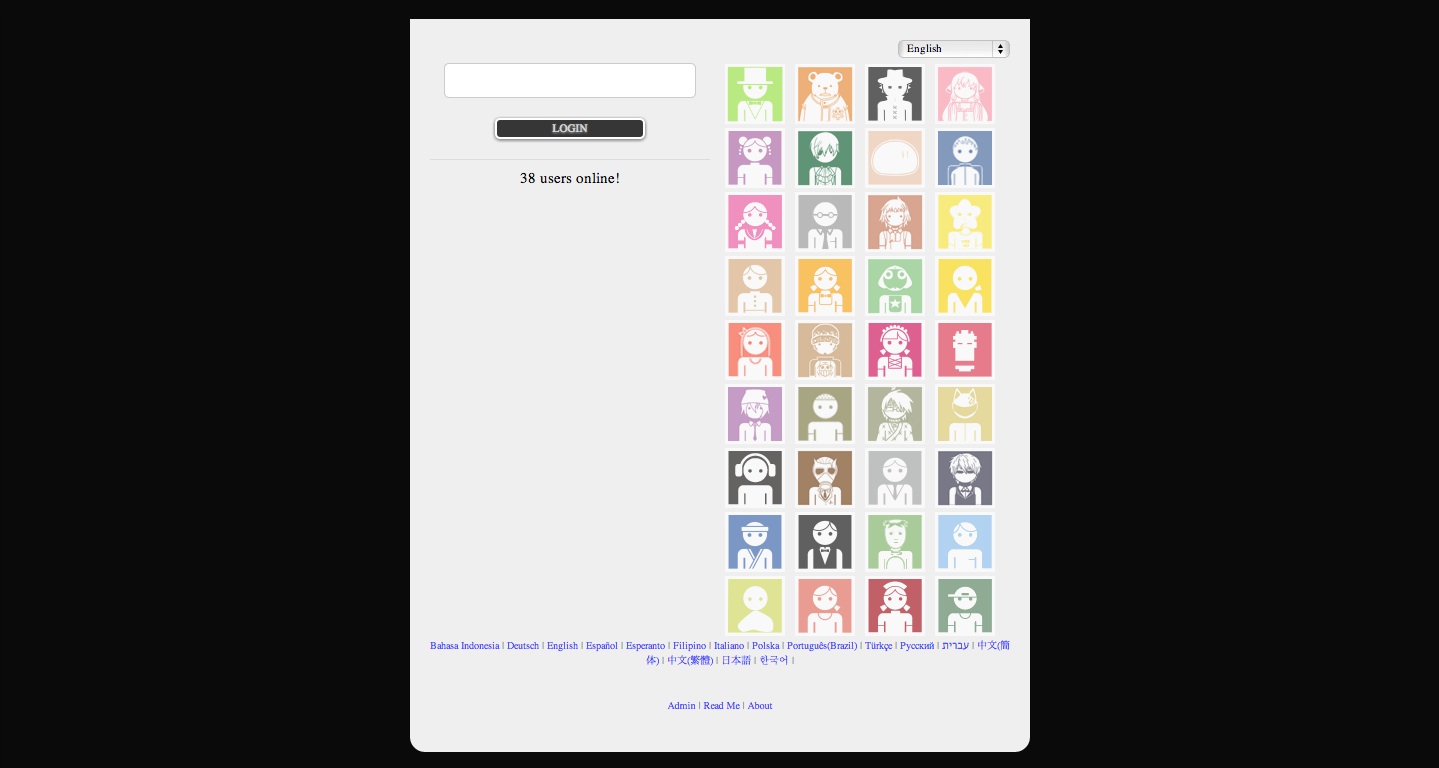 English
LOGIN
38 users online!
Bahasa Indonesia | Deutsch | English | Español | Esperanto | Filipino | Italiano | Polska | Português(Brazil) | Türkçe | Русский | עברית | 中文(简
体) | 中文(繁體) | 日本語 | 한국어 |
Admin | Read Me | About